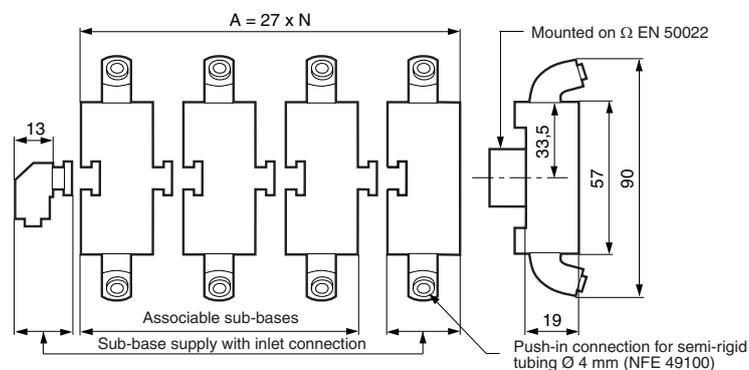 A = 27 x N
Mounted on Ω EN 50022
13
33,5
57
90
Associable sub-bases
19
Sub-base supply with inlet connection
Push-in connection for semi-rigid
tubing Ø 4 mm (NFE 49100)